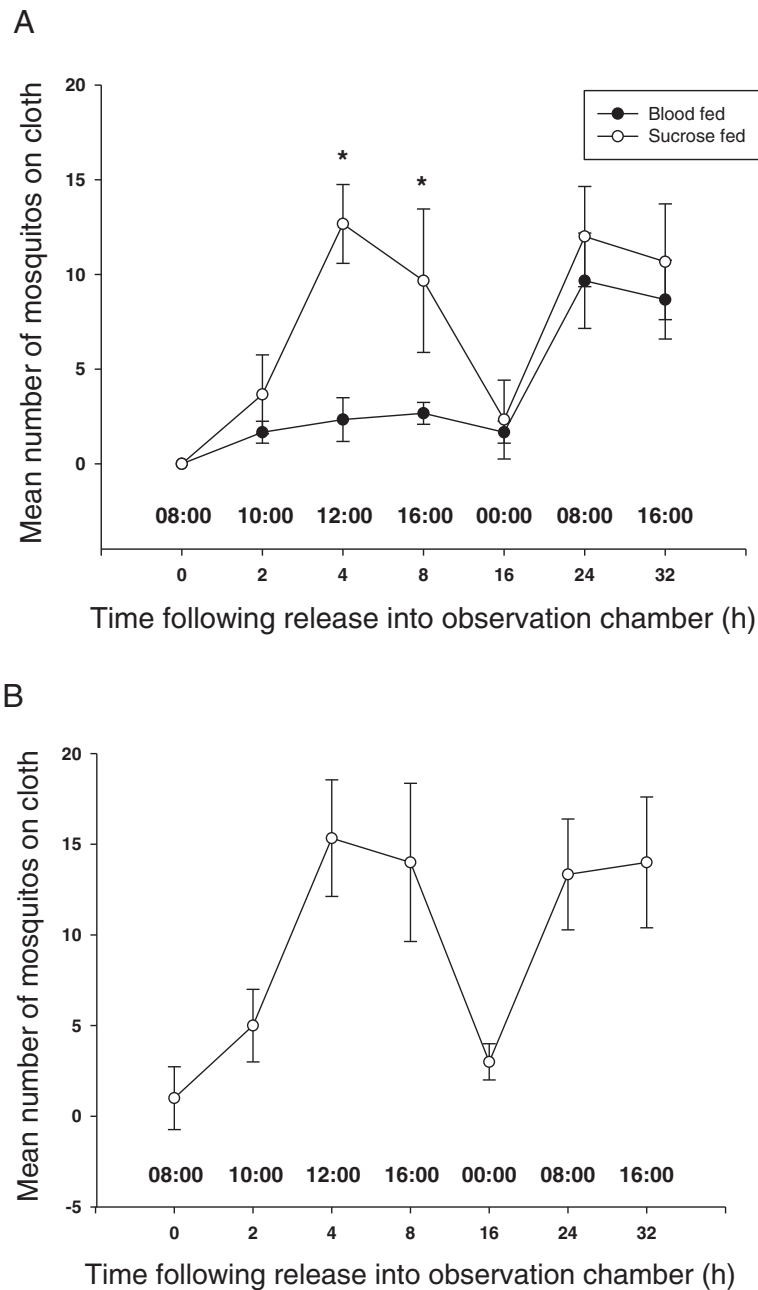 A
Mean number of mosquitos on cloth
20
15
10
5
0
* *
Blood fed
Sucrose fed
08:00 10:00 12:00 16:00 00:00 08:00 16:00
0 2 4 8 16 24 32
Time following release into observation chamber (h)
B
Mean number of mosquitos on cloth
20
15
10
5
0
-5
08:00 10:00 12:00 16:00 00:00 08:00 16:00
0 2 4 8 16 24 32
Time following release into observation chamber (h)